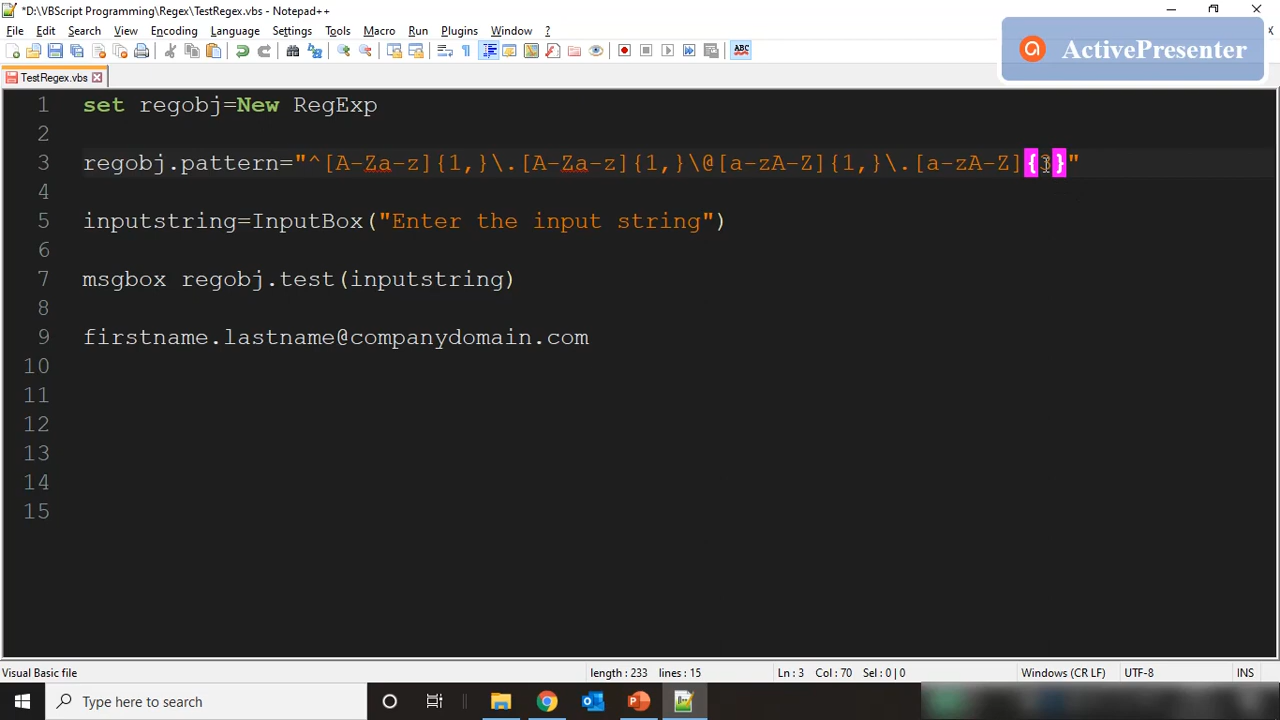 *D:\VBScript Programming\Regex\TestRegex.vbs - Notepad++
File Edit Search View Encoding Language Settings Tools Macro Run Plugins Window ? X
ActivePresenter
ABC
TestRegex.vbs
1 set regobj=New RegExp
2
3 regobj.pattern="^[A-Za-z]{1,}\.[A-Za-z]{1,}\@[a-zA-Z]{1,}\.[a-zA-Z]{3}"
4
5 inputstring=InputBox("Enter the input string")
6
7 msgbox regobj.test(inputstring)
8
9 firstname.lastname@companydomain.com
10
11
12
13
14
15
Visual Basic file length : 233 lines : 15 Ln : 3 Col : 70 Sel : 0 | 0 Windows (CR LF) UTF-8 INS
Type here to search